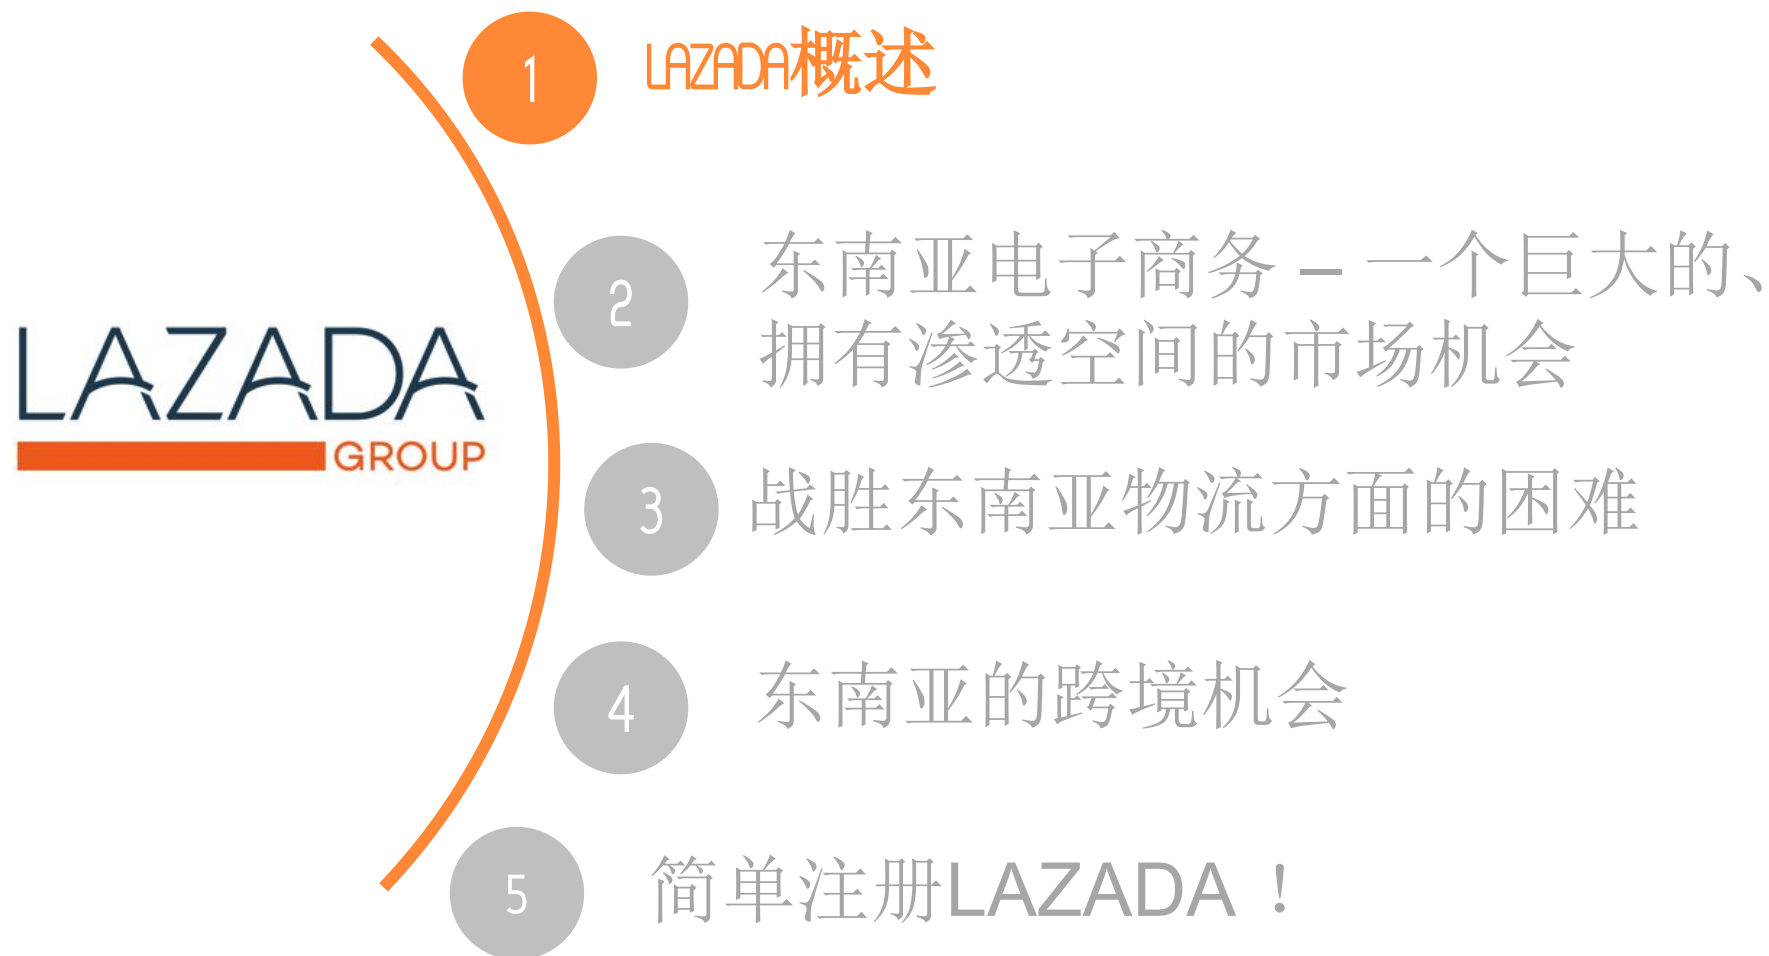 1
LAZADA概述
2
东南亚电子商务 – 一个巨大的、
拥有渗透空间的市场机会
LAZADA
GROUP
3
战胜东南亚物流方面的困难
4
东南亚的跨境机会
5
简单注册LAZADA！